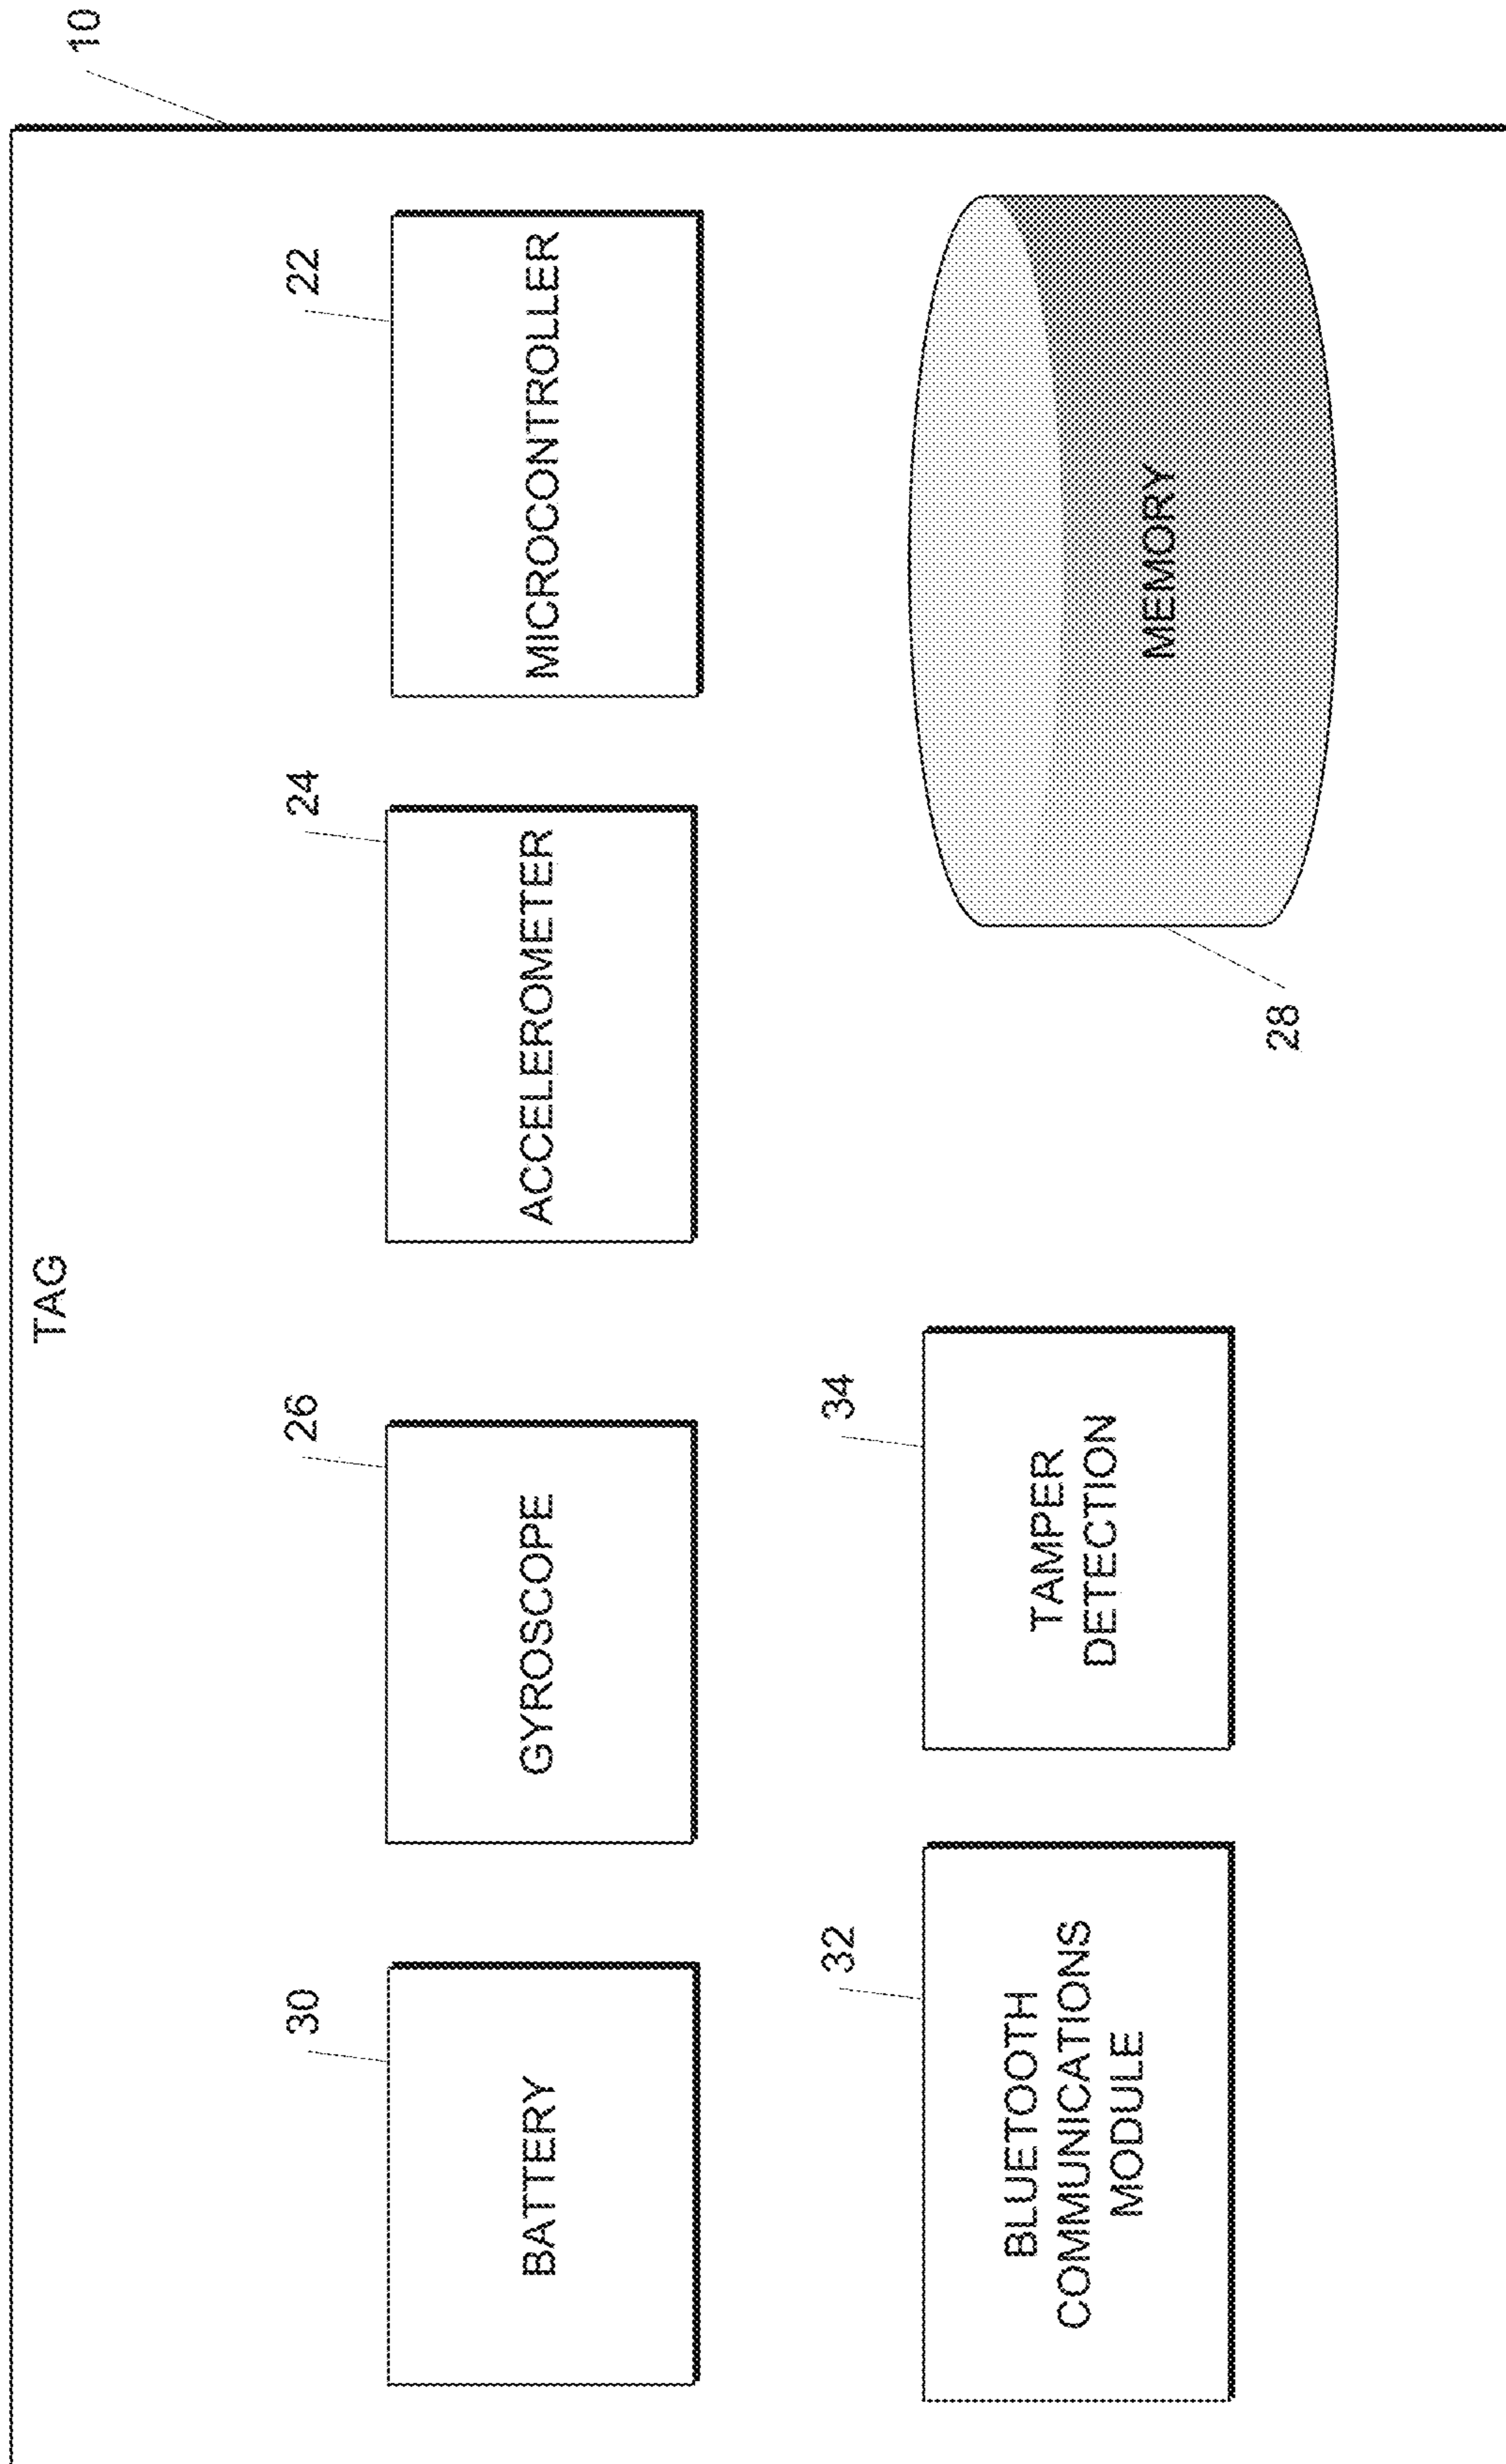 TAG
10
30
BATTERY
26
GYROSCOPE
24
ACCELEROMETER
22
MICROCONTROLLER
32
BLUETOOTH
COMMUNICATIONS
MODULE
34
TAMPER
DETECTION
MEMORY
28